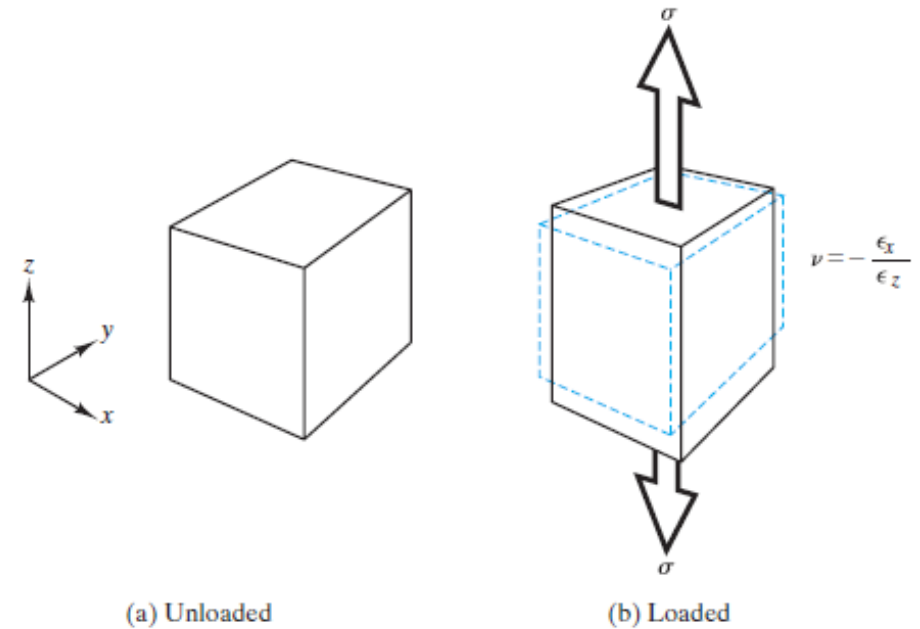 σ
z
y
x
ν = − ϵx / ϵz
σ
(a) Unloaded
(b) Loaded